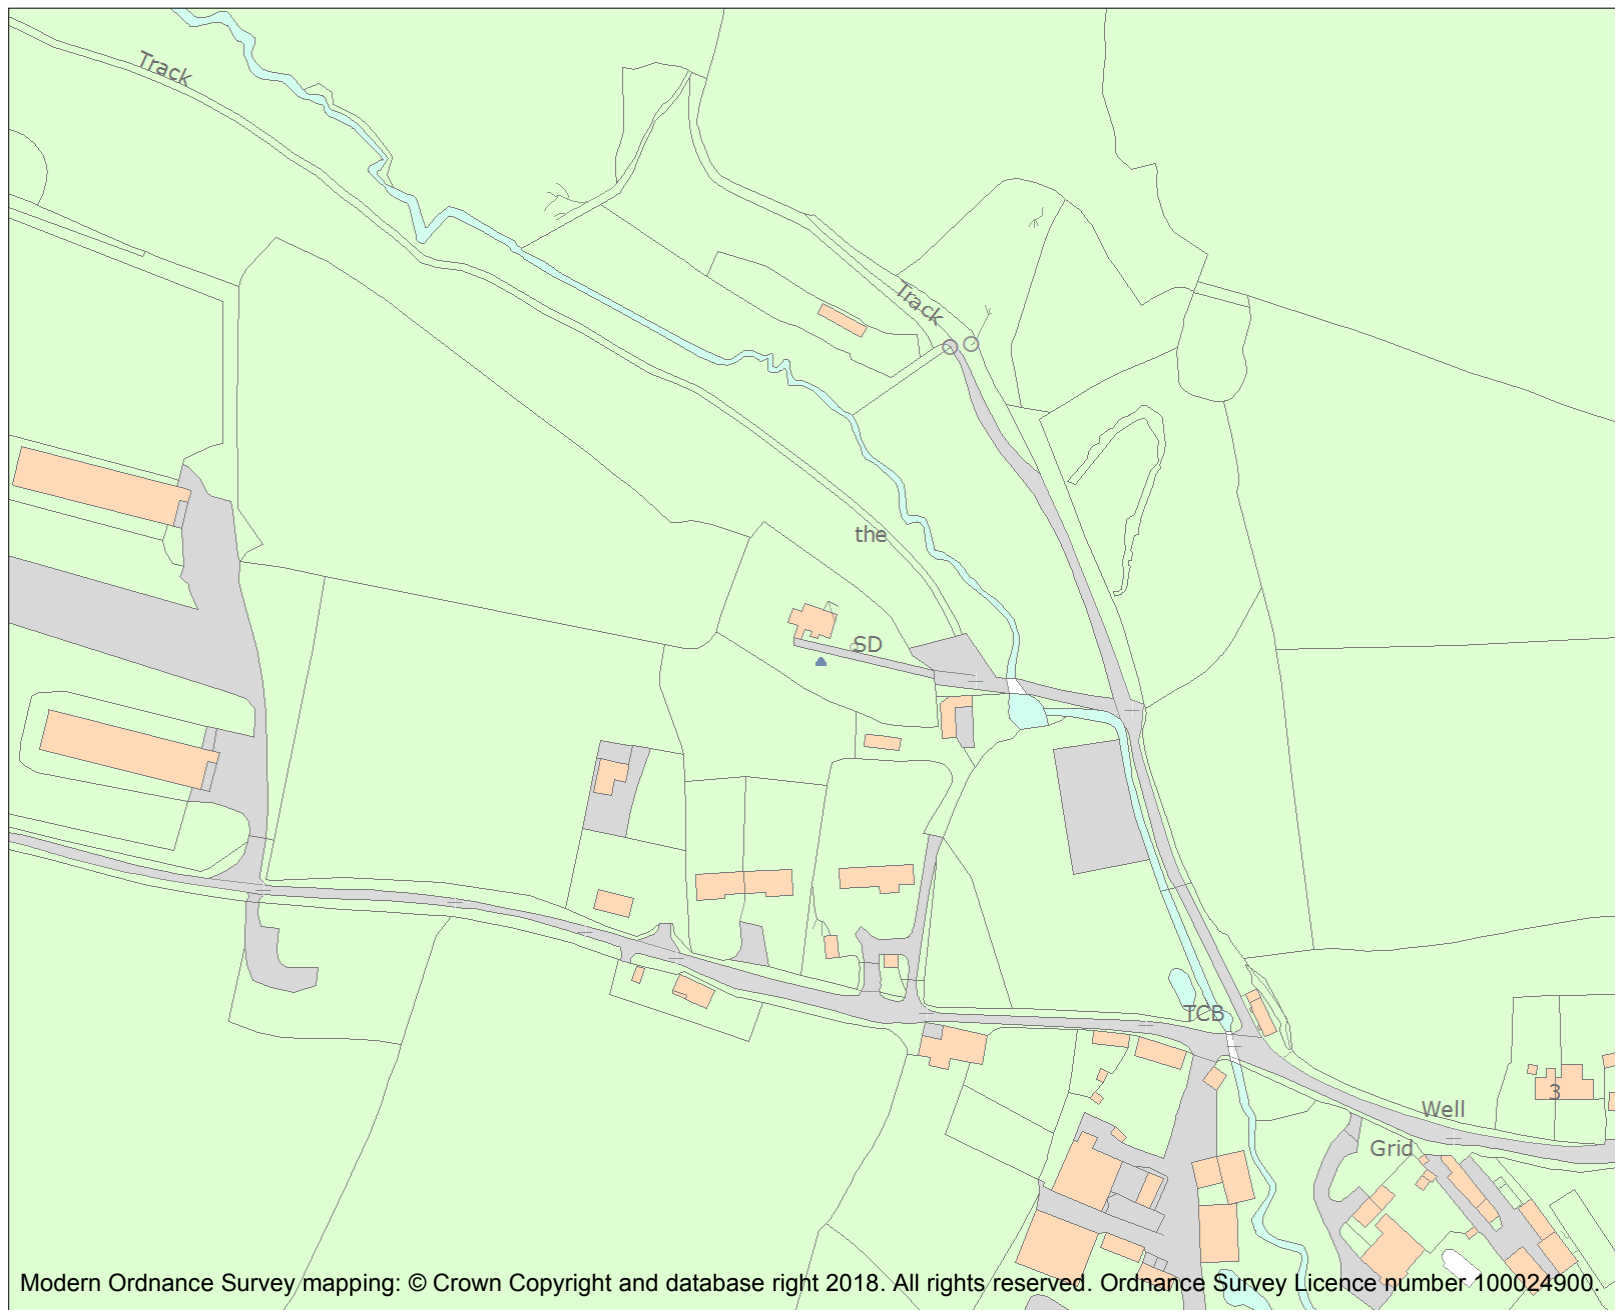 Track
Track
the
SD
TCB
3
Well
Grid
Modern Ordnance Survey mapping: © Crown Copyright and database right 2018. All rights reserved. Ordnance Survey Licence number 100024900.